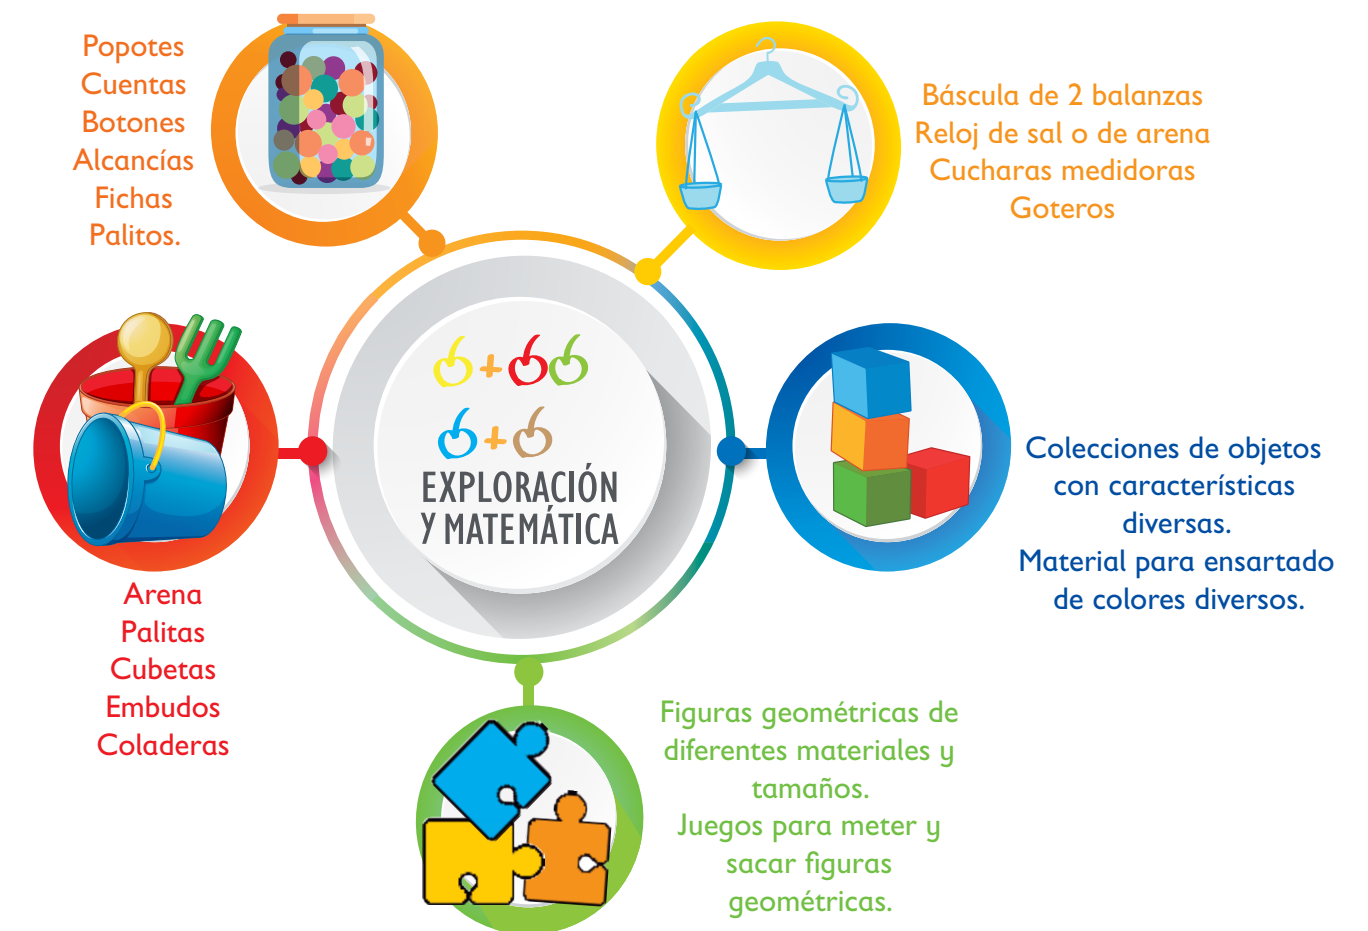 Popotes
Cuentas
Botones
Alcancías
Fichas
Palitos.
Báscula de 2 balanzas
Reloj de sal o de arena
Cucharas medidoras
Goteros
6+66
6+6
EXPLORACIÓN
Y MATEMÁTICA
Colecciones de objetos
con características
diversas.
Material para ensartado
de colores diversos.
Arena
Palitas
Cubetas
Embudos
Coladeras
Figuras geométricas de
diferentes materiales y
tamaños.
Juegos para meter y
sacar figuras
geométricas.